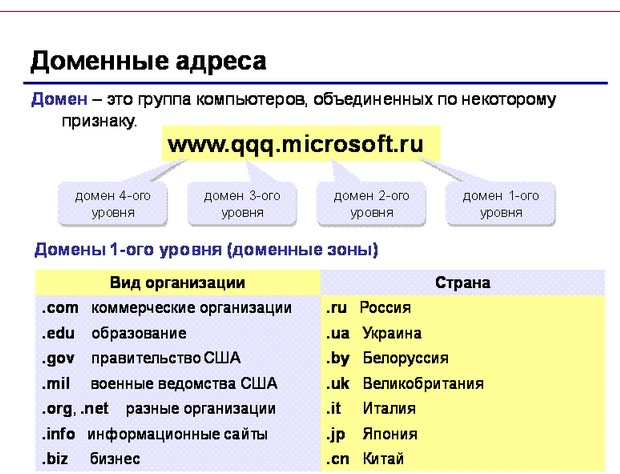 Доменные адреса
Домен – это группа компьютеров, объединенных по некоторому
признаку.
www.qqq.microsoft.ru
домен 4-ого уровня
домен 3-ого уровня
домен 2-ого уровня
домен 1-ого уровня
Домены 1-ого уровня (доменные зоны)
Вид организации Страна
.com коммерческие организации .ru Россия
.edu образование .ua Украина
.gov правительство США .by Белоруссия
.mil военные ведомства США .uk Великобритания
.org, .net разные организации .it Италия
.info информационные сайты .jp Япония
.biz бизнес .cn Китай